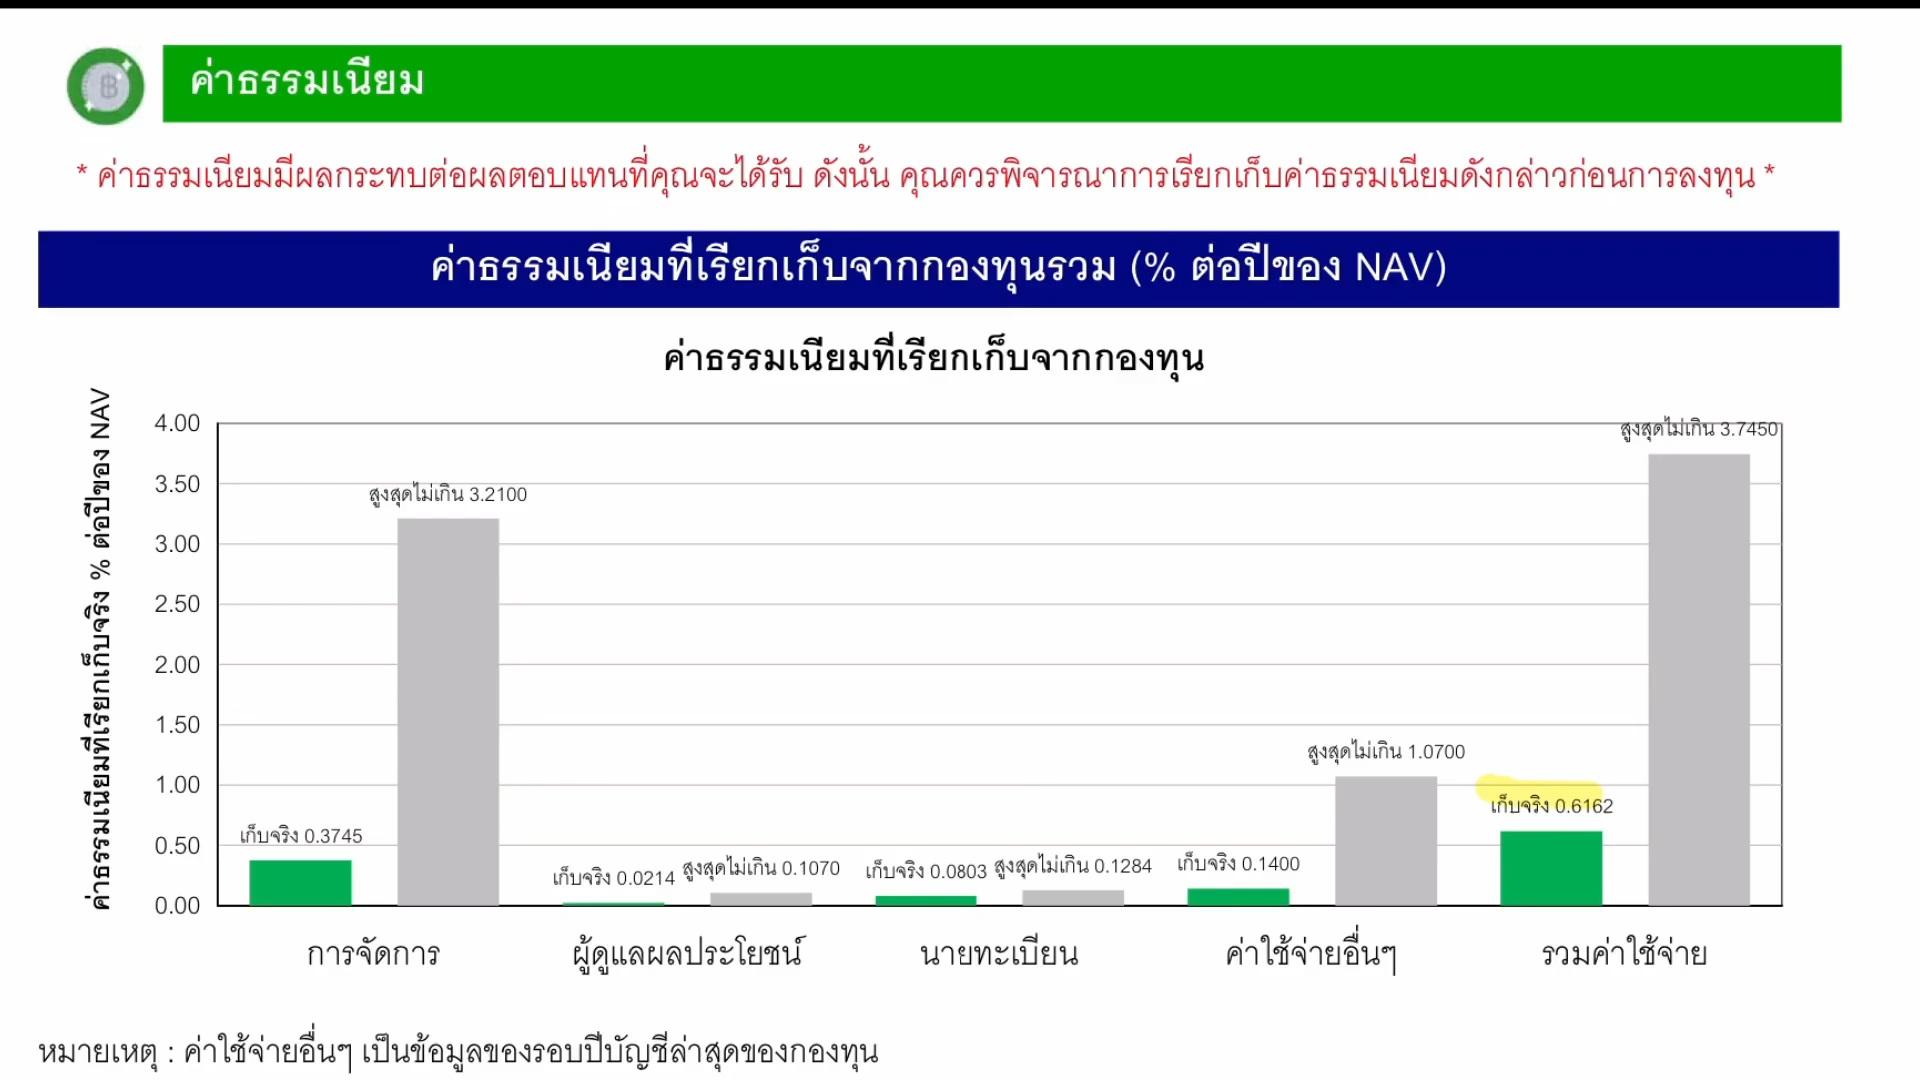 ค่าธรรมเนียม
* ค่าธรรมเนียมมีผลกระทบต่อผลตอบแทนที่คุณจะได้รับ ดังนั้น คุณควรพิจารณาการเรียกเก็บค่าธรรมเนียมดังกล่าวก่อนการลงทุน *
ค่าธรรมเนียมที่เรียกเก็บจากกองทุนรวม (% ต่อปีของ NAV)
ค่าธรรมเนียมที่เรียกเก็บจากกองทุน
ค่าธรรมเนียมที่เรียกเก็บจริง % ต่อปีของ NAV
4.00
3.50
3.00
2.50
2.00
1.50
1.00
0.50
0.00
เก็บจริง 0.3745
สูงสุดไม่เกิน 3.2100
เก็บจริง 0.0214
สูงสุดไม่เกิน 0.1070
เก็บจริง 0.0803
สูงสุดไม่เกิน 0.1284
เก็บจริง 0.1400
สูงสุดไม่เกิน 1.0700
เก็บจริง 0.6162
สูงสุดไม่เกิน 3.7450
การจัดการ
ผู้ดูแลผลประโยชน์
นายทะเบียน
ค่าใช้จ่ายอื่นๆ
รวมค่าใช้จ่าย
หมายเหตุ : ค่าใช้จ่ายอื่นๆ เป็นข้อมูลของรอบปีบัญชีล่าสุดของกองทุน